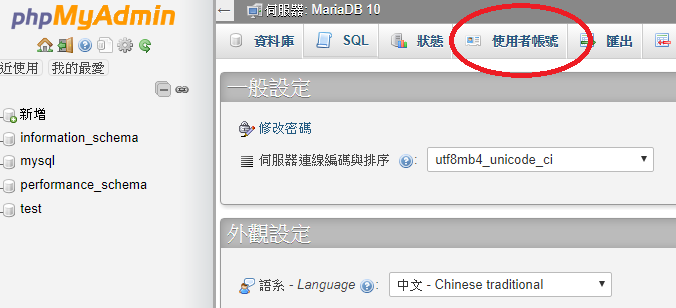 phpMyAdmin
近使用 我的最愛
新增
information_schema
mysql
performance_schema
test
伺服器: MariaDB 10
資料庫 SQL 狀態 使用者帳號 匯出
一般設定
修改密碼
伺服器連線編碼與排序 : utf8mb4_unicode_ci
外觀設定
語系 - Language : 中文 - Chinese traditional